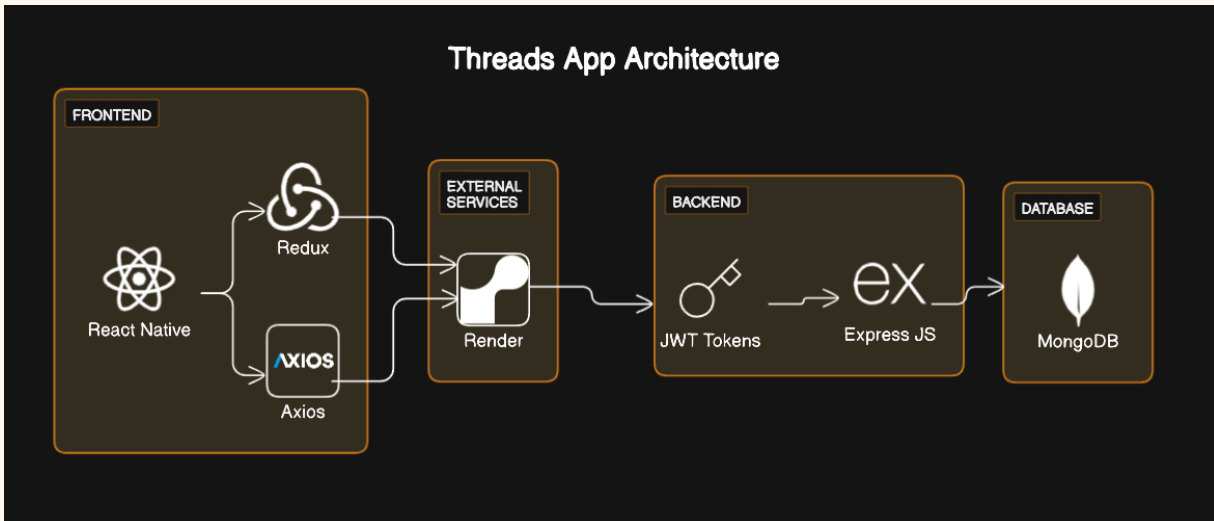 Threads App Architecture
FRONTEND
Redux
React Native
AXIOS
Axios
EXTERNAL
SERVICES
Render
BACKEND
JWT Tokens
ex
Express JS
DATABASE
MongoDB